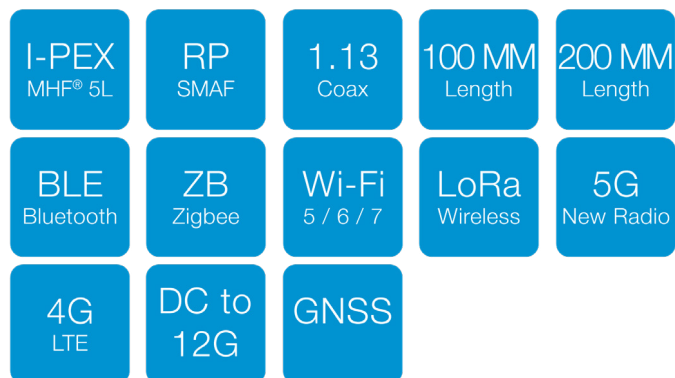 I-PEX
MHF® 5L
RP
SMAF
1.13
Coax
100 MM
Length
200 MM
Length
BLE
Bluetooth
ZB
Zigbee
Wi-Fi
5 / 6 / 7
LoRa
Wireless
5G
New Radio
4G
LTE
DC to
12G
GNSS